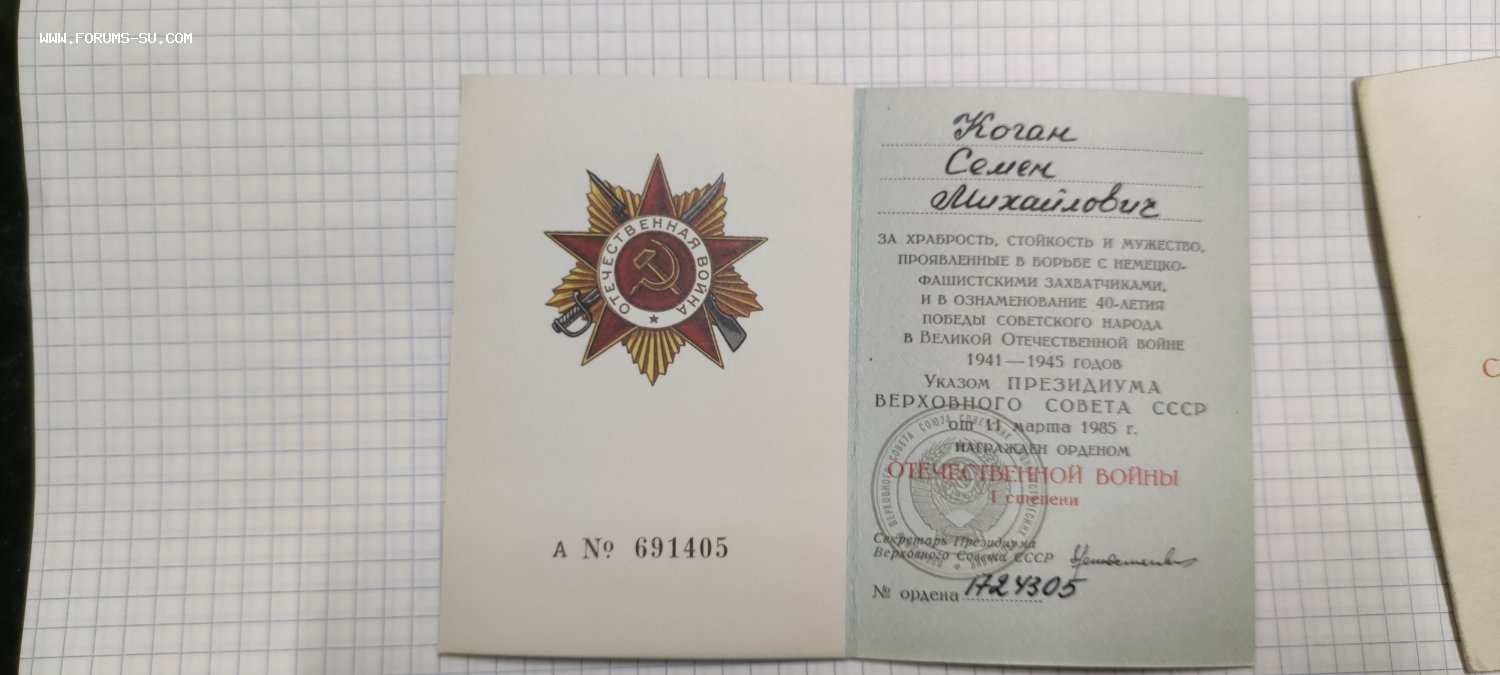 WWW.FORUMS-SU.COM
ОТЕЧЕСТВЕННАЯ ВОЙНА
А № 691405
Коган
Семен
Михайлович
ЗА ХРАБРОСТЬ, СТОЙКОСТЬ И МУЖЕСТВО,
ПРОЯВЛЕННЫЕ В БОРЬБЕ С НЕМЕЦКО-
ФАШИСТСКИМИ ЗАХВАТЧИКАМИ,
И В ОЗНАМЕНОВАНИЕ 40-ЛЕТИЯ
ПОБЕДЫ СОВЕТСКОГО НАРОДА
В ВЕЛИКОЙ ОТЕЧЕСТВЕННОЙ ВОЙНЕ
1941—1945 ГОДОВ
УКАЗОМ ПРЕЗИДИУМА
ВЕРХОВНОГО СОВЕТА СССР
от 11 марта 1985 г.
НАГРАЖДЕН ОРДЕНОМ
ОТЕЧЕСТВЕННОЙ ВОЙНЫ
I степени
Секретарь Президиума
Верховного Совета СССР
№ ордена 1724305
С